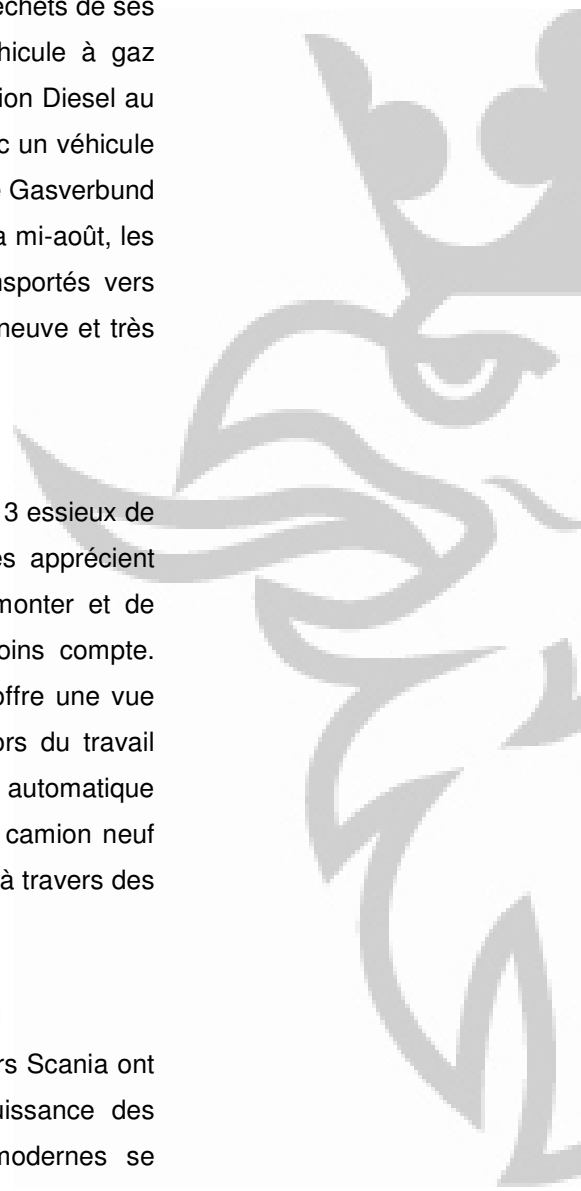 échets de ses
hicule à gaz
ion Diesel au
c un véhicule
Gasverbund
a mi-août, les
nsportés vers
neuve et très
3 essieux de
es apprécient
monter et de
oins compte.
offre une vue
ors du travail
automatique
camion neuf
à travers des
rs Scania ont
uissance des
modernes se